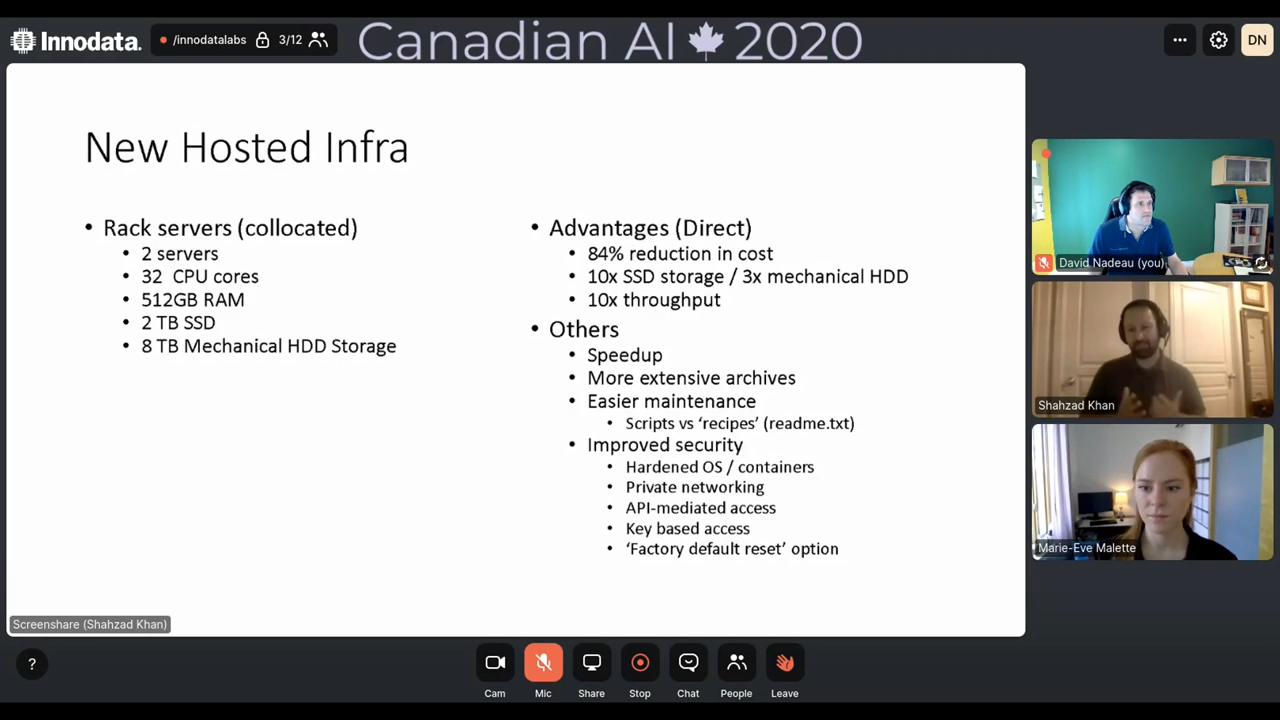 Innodata.
/innodatalabs
3/12
Canadian AI 2020
DN
New Hosted Infra
• Rack servers (collocated)
• 2 servers
• 32 CPU cores
• 512GB RAM
• 2 TB SSD
• 8 TB Mechanical HDD Storage
• Advantages (Direct)
• 84% reduction in cost
• 10x SSD storage / 3x mechanical HDD
• 10x throughput
• Others
• Speedup
• More extensive archives
• Easier maintenance
• Scripts vs ‘recipes’ (readme.txt)
• Improved security
• Hardened OS / containers
• Private networking
• API-mediated access
• Key based access
• ‘Factory default reset’ option
Screenshare (Shahzad Khan)
David Nadeau (you)
Shahzad Khan
Marie-Eve Malette
?
Cam
Mic
Share
Stop
Chat
People
Leave